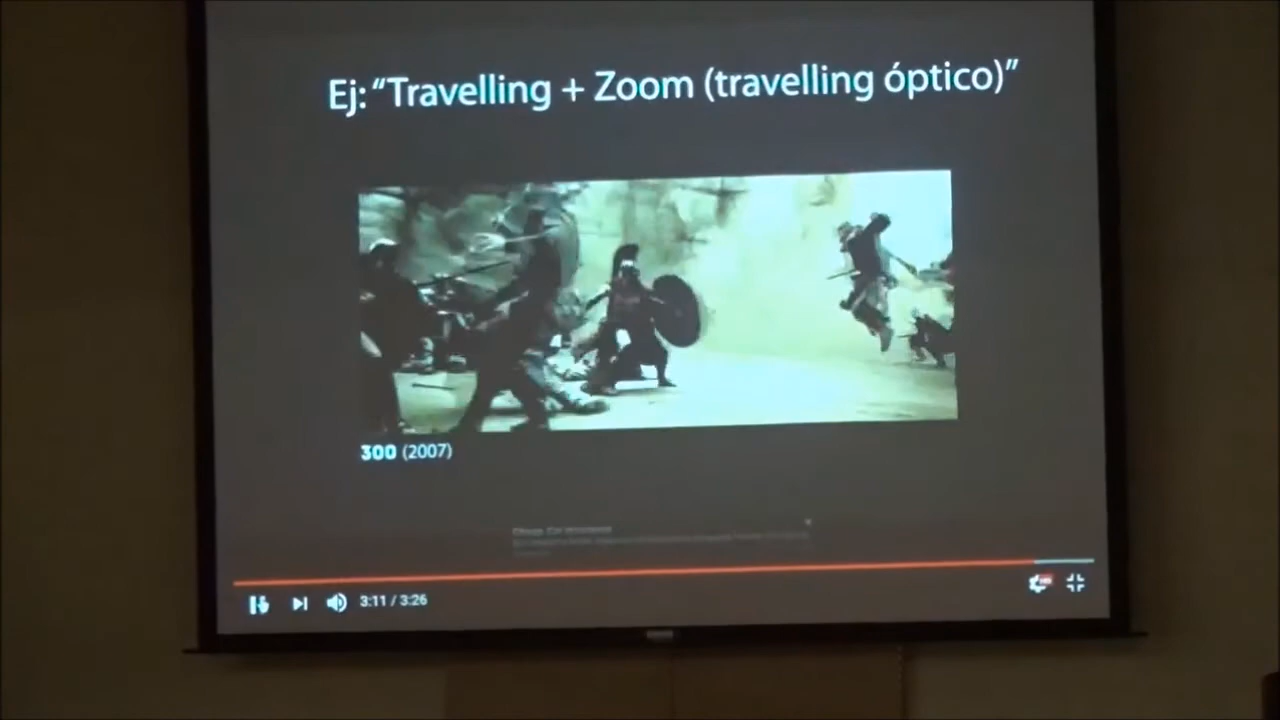 Ej: “Travelling + Zoom (travelling óptico)”
300 (2007)
3:11 / 3:26